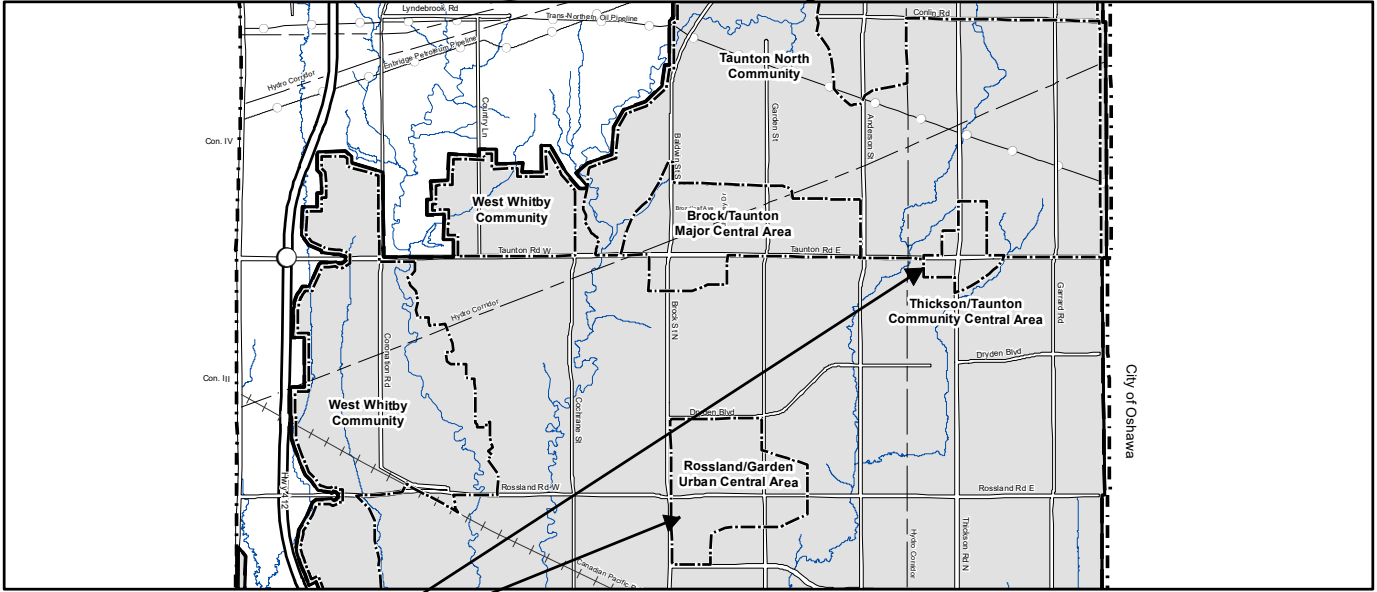 Lyndebrook Rd
Conlin Rd
Trans-Northern Oil Pipeline
Enbridge Petroleum Pipeline
Hydro Corridor
Taunton North
Community
Country Ln
Garden St
Anderson St
Con. IV
Baldwin St S
West Whitby
Community
Brock/Taunton
Major Central Area
Taunton Rd W
Taunton Rd E
Thickson/Taunton
Community Central Area
Hydro Corridor
Brock St N
Garrard Rd
Coronation Rd
Dryden Blvd
Con. III
City of Oshawa
West Whitby
Community
Cochrane St
Dryden Blvd
Rossland/Garden
Urban Central Area
Rossland Rd W
Rossland Rd E
Hwy 412
Hydro Corridor
Thickson Rd N
Canadian Pacific